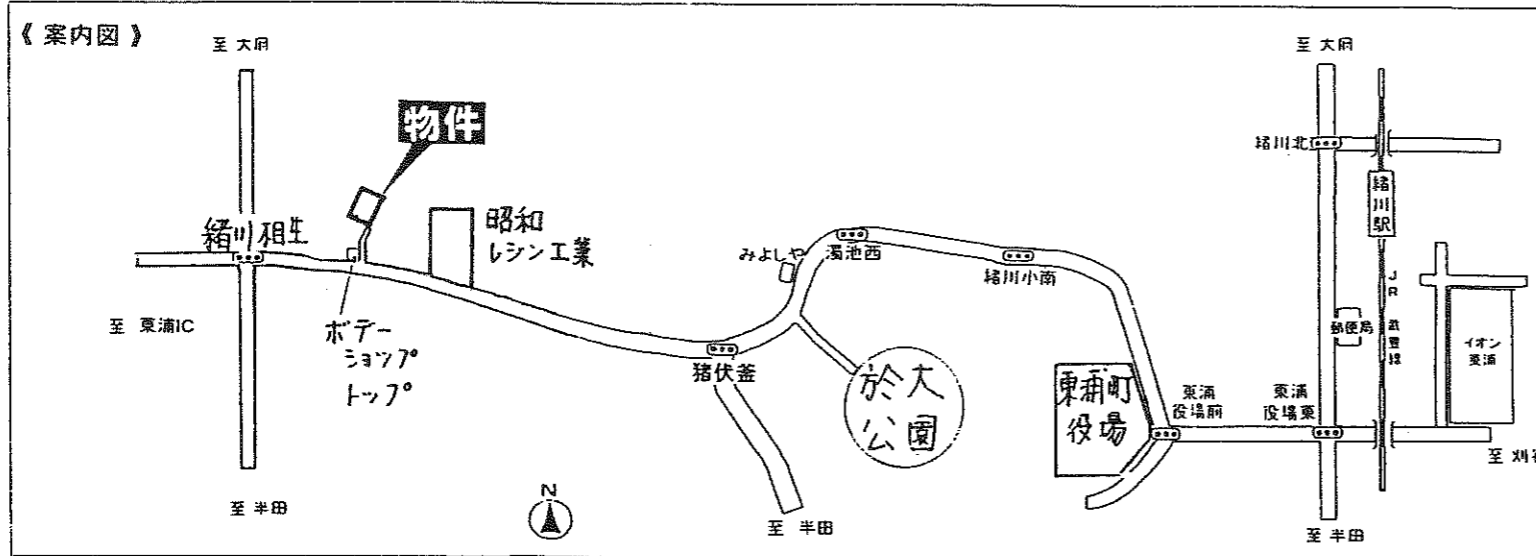 《 案内図 》
至 大府
物件
緒川相生
昭和
レジン工業
至 東浦IC
ボデー
ショップ
トップ
至 半田
N
猪伏釜
至 半田
みよしや
濁池西
緒川小南
於大
公園
東浦町
役場
東浦
役場前
東浦
役場東
至 大府
緒川北
緒川駅
JR 武豊線
郵便局
イオン
東浦
至 刈谷
至 半田